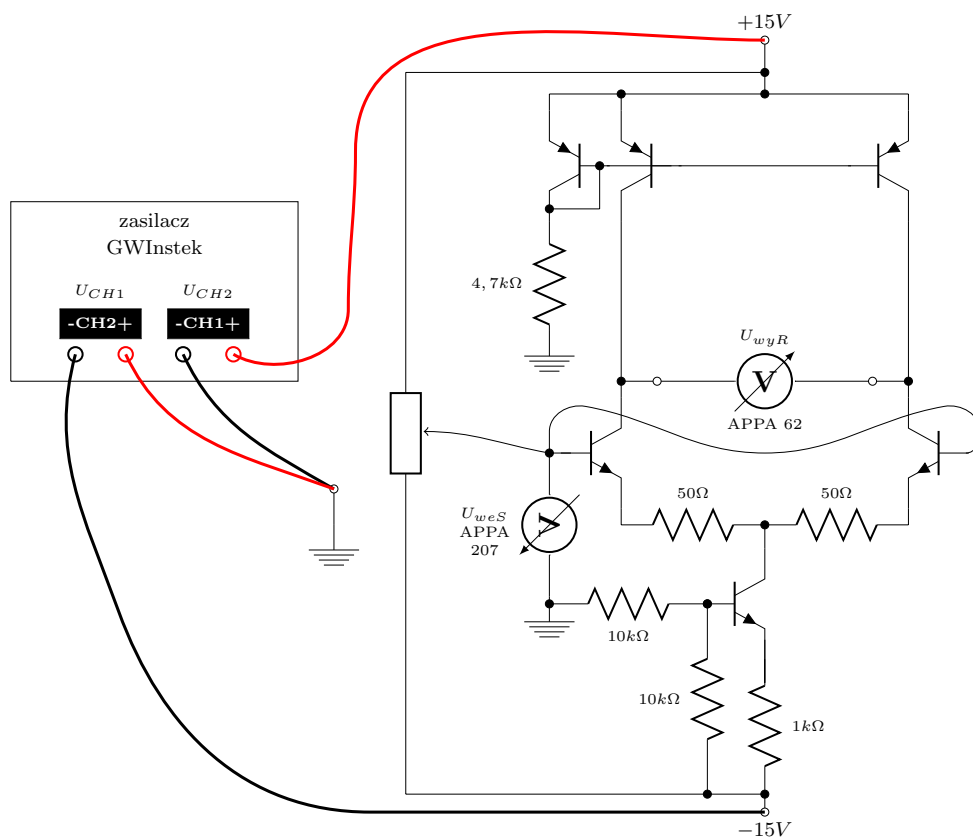 +15V
zasilacz
GWInstek
U_{CH1}
U_{CH2}
-CH2+
-CH1+
4,7kΩ
U_{wyR}
V
APPA 62
50Ω
50Ω
U_{weS}
APPA
207
V
10kΩ
10kΩ
1kΩ
−15V